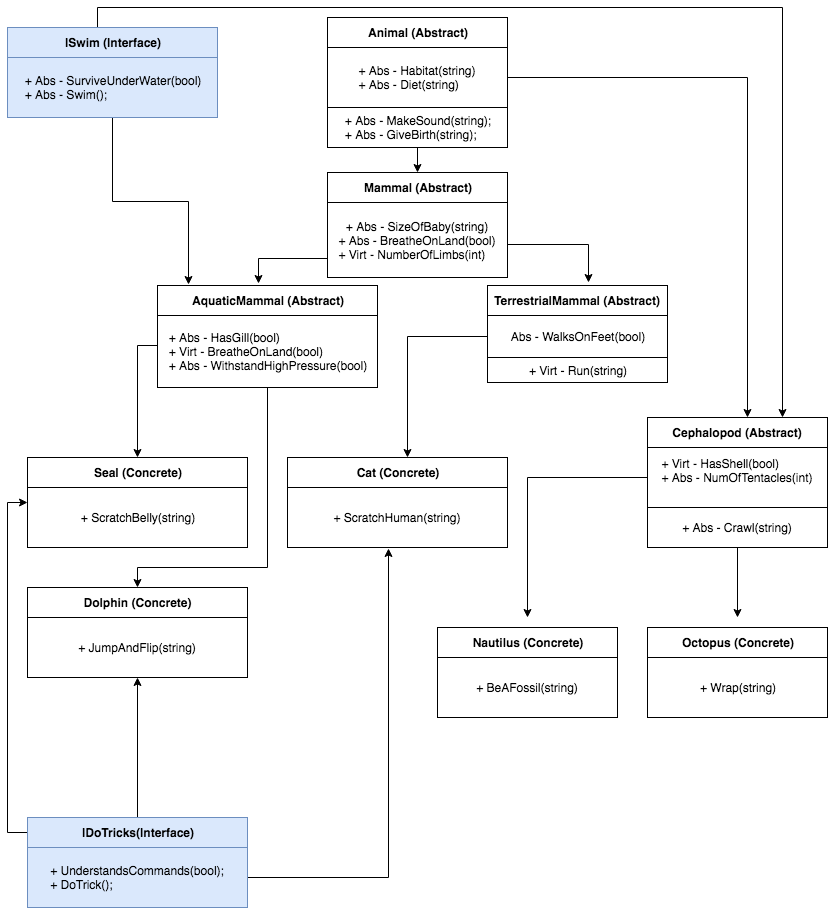 ISwim (Interface)
+ Abs - SurviveUnderWater(bool)
+ Abs - Swim();
Animal (Abstract)
+ Abs - Habitat(string)
+ Abs - Diet(string)
+ Abs - MakeSound(string);
+ Abs - GiveBirth(string);
Mammal (Abstract)
+ Abs - SizeOfBaby(string)
+ Abs - BreatheOnLand(bool)
+ Virt - NumberOfLimbs(int)
AquaticMammal (Abstract)
+ Abs - HasGill(bool)
+ Virt - BreatheOnLand(bool)
+ Abs - WithstandHighPressure(bool)
TerrestrialMammal (Abstract)
Abs - WalksOnFeet(bool)
+ Virt - Run(string)
Cephalopod (Abstract)
+ Virt - HasShell(bool)
+ Abs - NumOfTentacles(int)
+ Abs - Crawl(string)
Seal (Concrete)
+ ScratchBelly(string)
Cat (Concrete)
+ ScratchHuman(string)
Dolphin (Concrete)
+ JumpAndFlip(string)
Nautilus (Concrete)
+ BeAFossil(string)
Octopus (Concrete)
+ Wrap(string)
IDoTricks(Interface)
+ UnderstandsCommands(bool);
+ DoTrick();